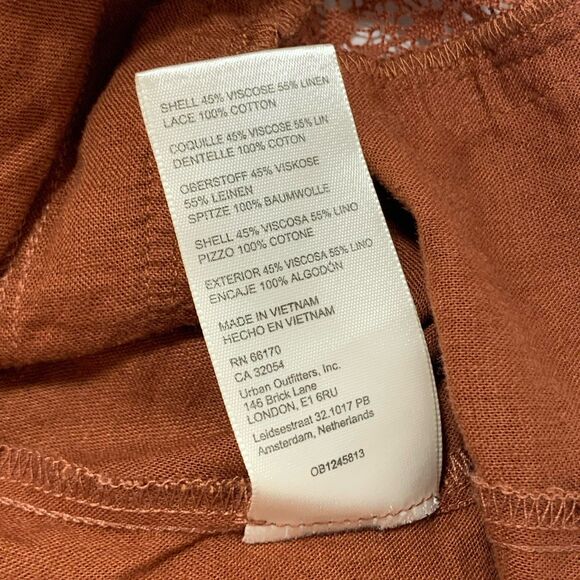 SHELL 45% VISCOSE 55% LINEN
LACE 100% COTTON
COQUILLE 45% VISCOSE 55% LIN
DENTELLE 100% COTON
OBERSTOFF 45% VISKOSE
55% LEINEN
SPITZE 100% BAUMWOLLE
SHELL 45% VISCOSA 55% LINO
PIZZO 100% COTONE
EXTERIOR 45% VISCOSA 55% LINO
ENCAJE 100% ALGODÓN
MADE IN VIETNAM
HECHO EN VIETNAM
RN 66170
CA 32054
Urban Outfitters, Inc.
146 Brick Lane
LONDON, E1 6RU
Leidsestraat 32.1017 PB
Amsterdam, Netherlands
OB1245813